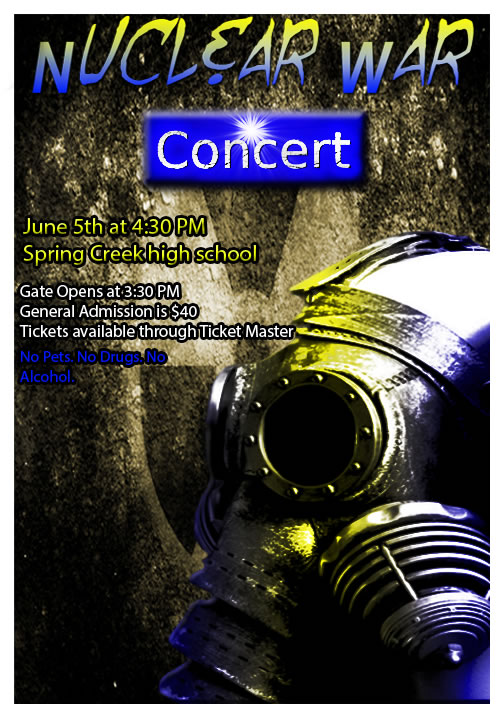 Nuclear War
Concert
June 5th at 4:30 PM
Spring Creek high school
Gate Opens at 3:30 PM
General Admission is $40
Tickets available through Ticket Master
No Pets. No Drugs. No
Alcohol.